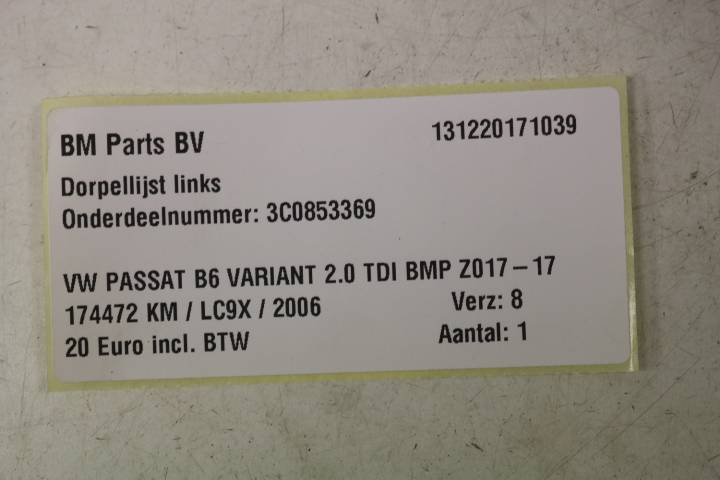 BM Parts BV 131220171039
Dorpellijst links
Onderdeelnummer: 3C0853369
VW PASSAT B6 VARIANT 2.0 TDI BMP Z017-17
174472 KM / LC9X / 2006 Verz: 8
20 Euro incl. BTW Aantal: 1